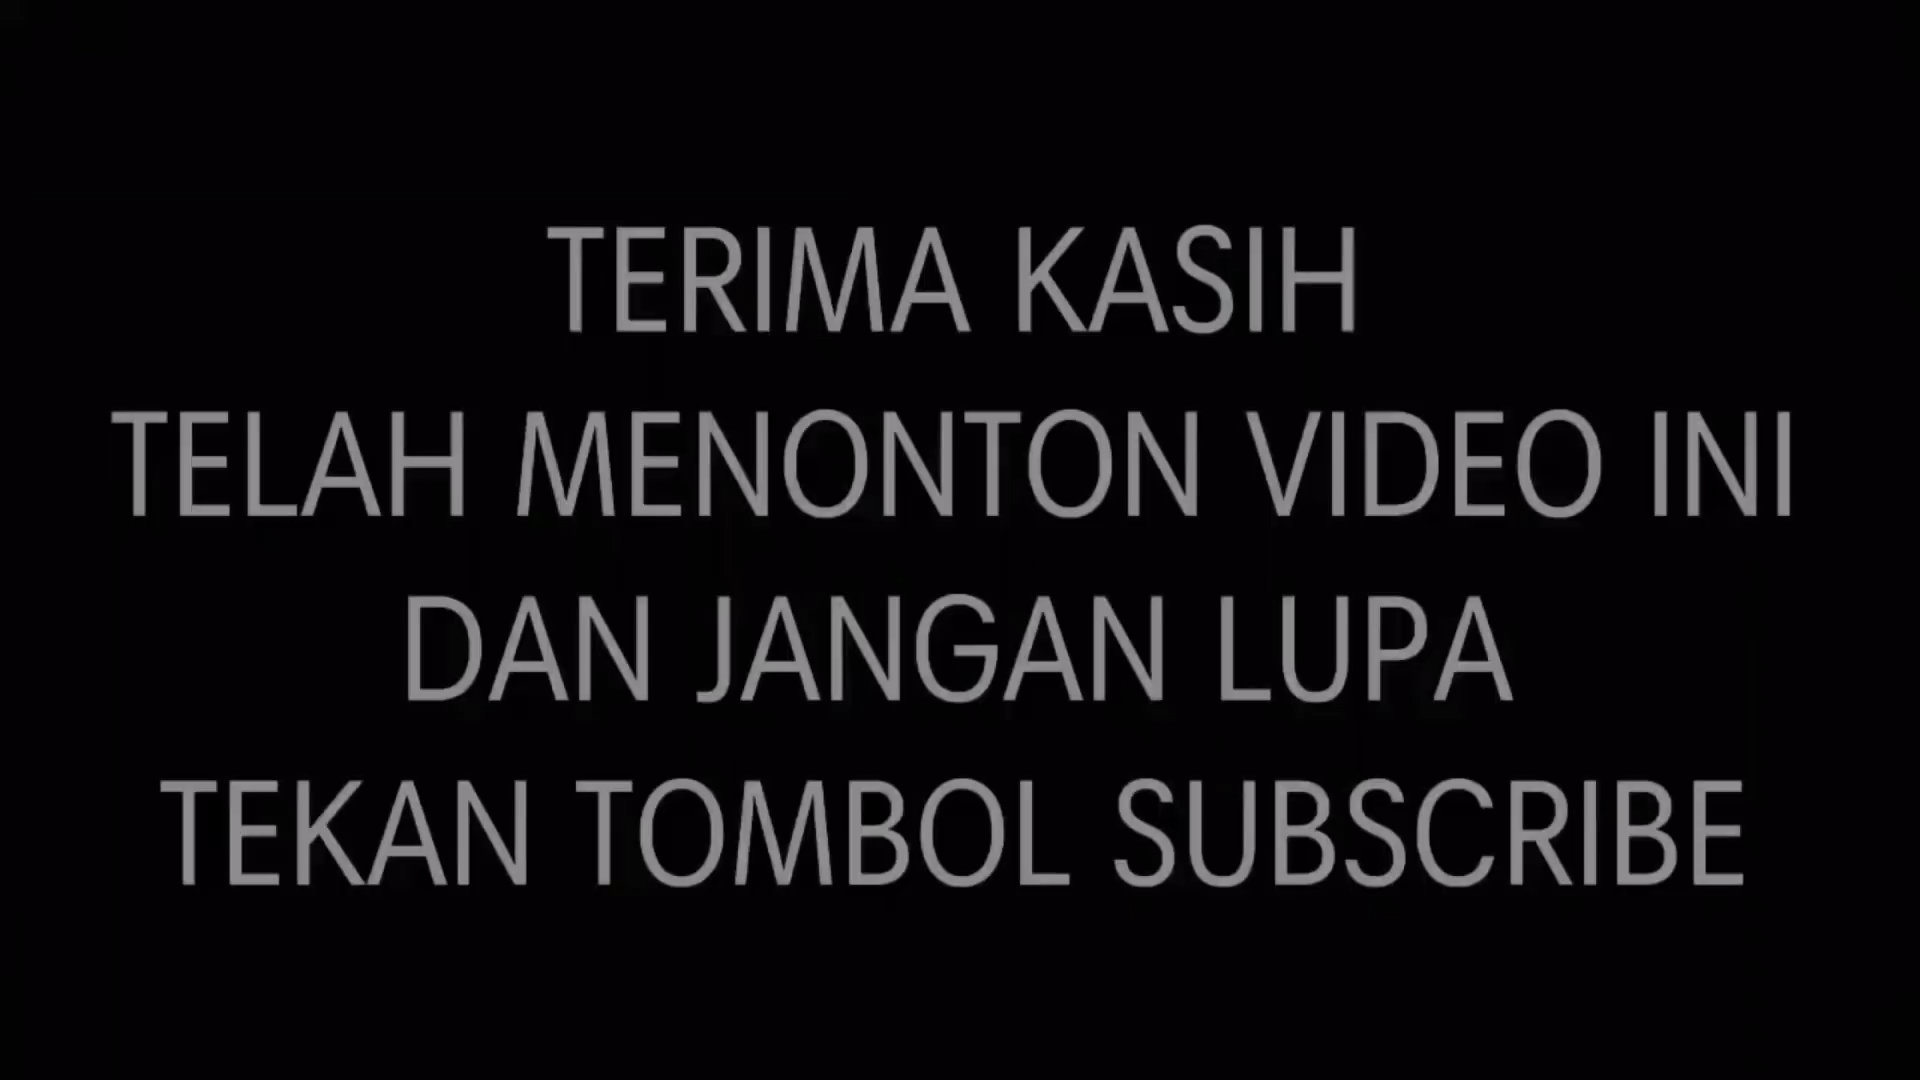 TERIMA KASIH
TELAH MENONTON VIDEO INI
DAN JANGAN LUPA
TEKAN TOMBOL SUBSCRIBE